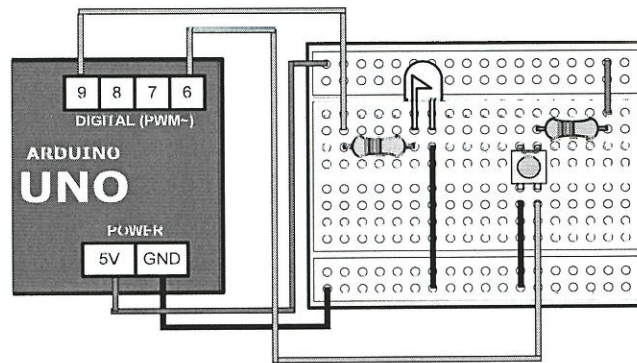 9 8 7 6
DIGITAL (PWM~)
ARDUINO
UNO
POWER
5V GND